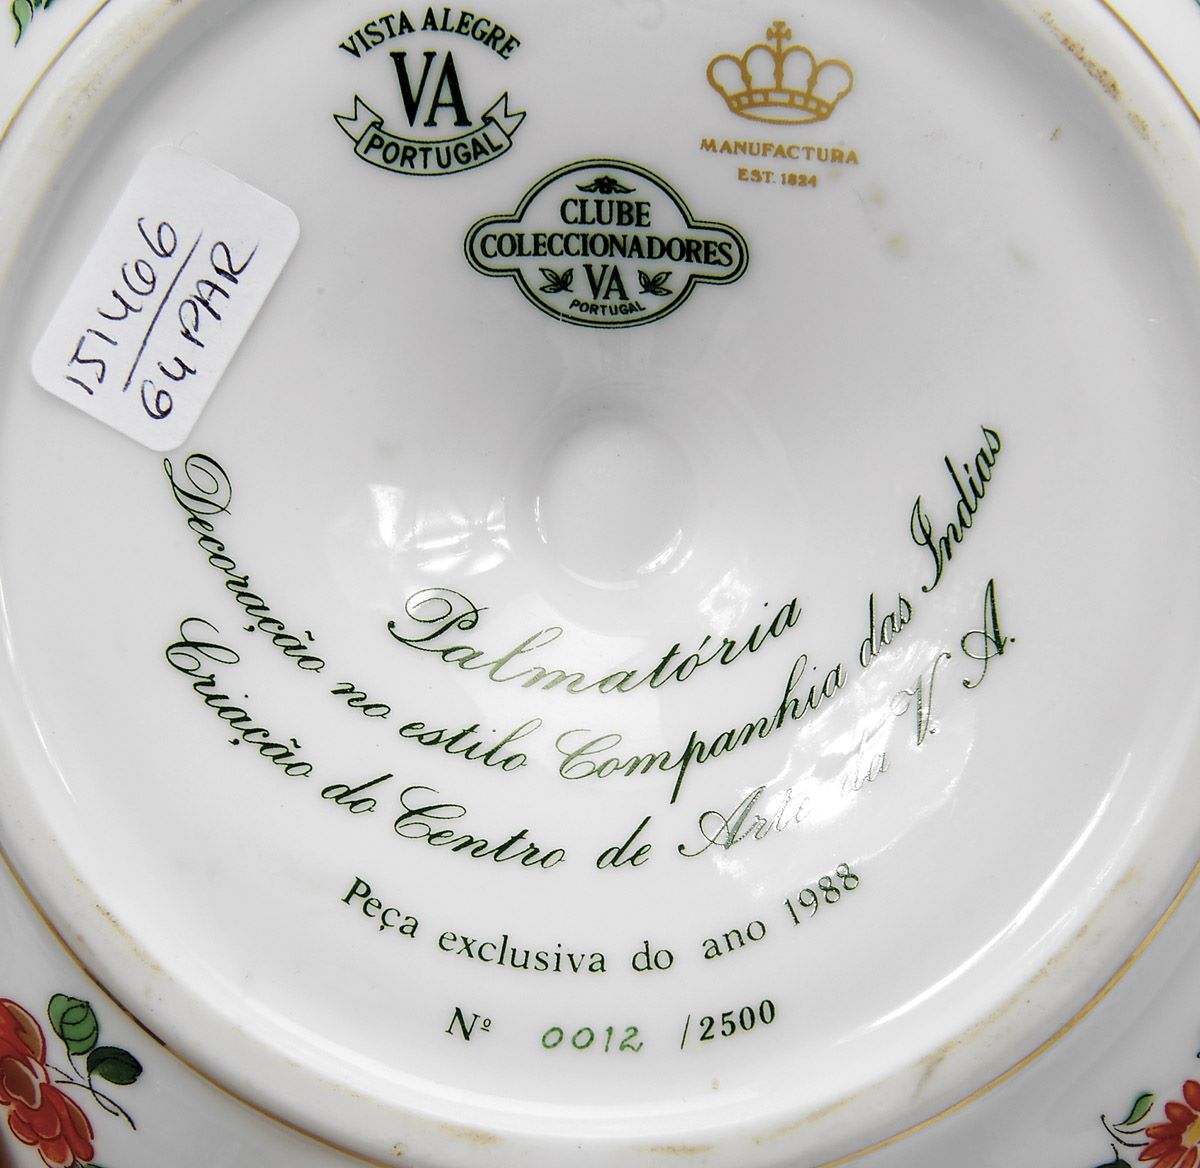 VISTA ALEGRE
VA
PORTUGAL
MANUFACTURA
EST. 1824
CLUBE
COLECCIONADORES
VA
PORTUGAL
151466
64 PAR
Palmatória
Decoração no estilo Companhia das Indias
Criação do Centro de Arte da V. A.
Peça exclusiva do ano 1988
Nº 0012 /2500